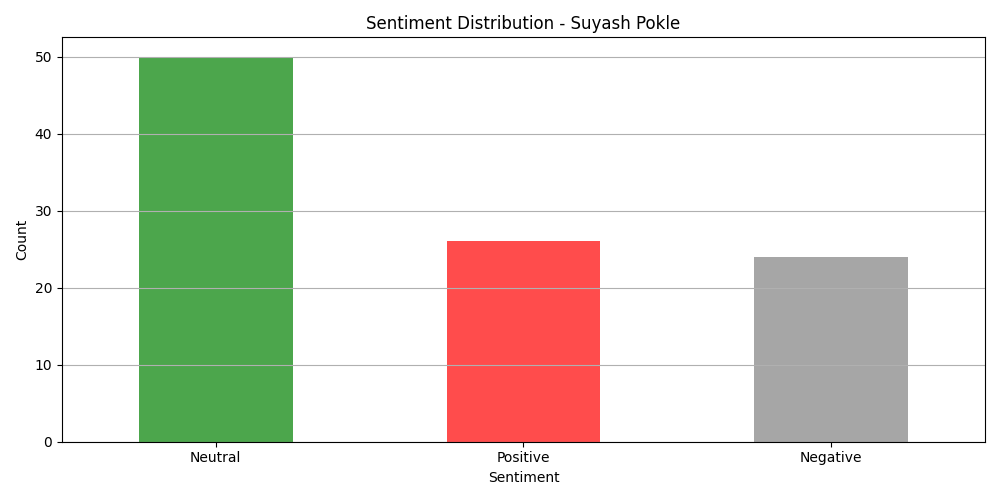 Sentiment Distribution - Suyash Pokle
50
40
30
20
10
0
Count
Neutral
Positive
Negative
Sentiment